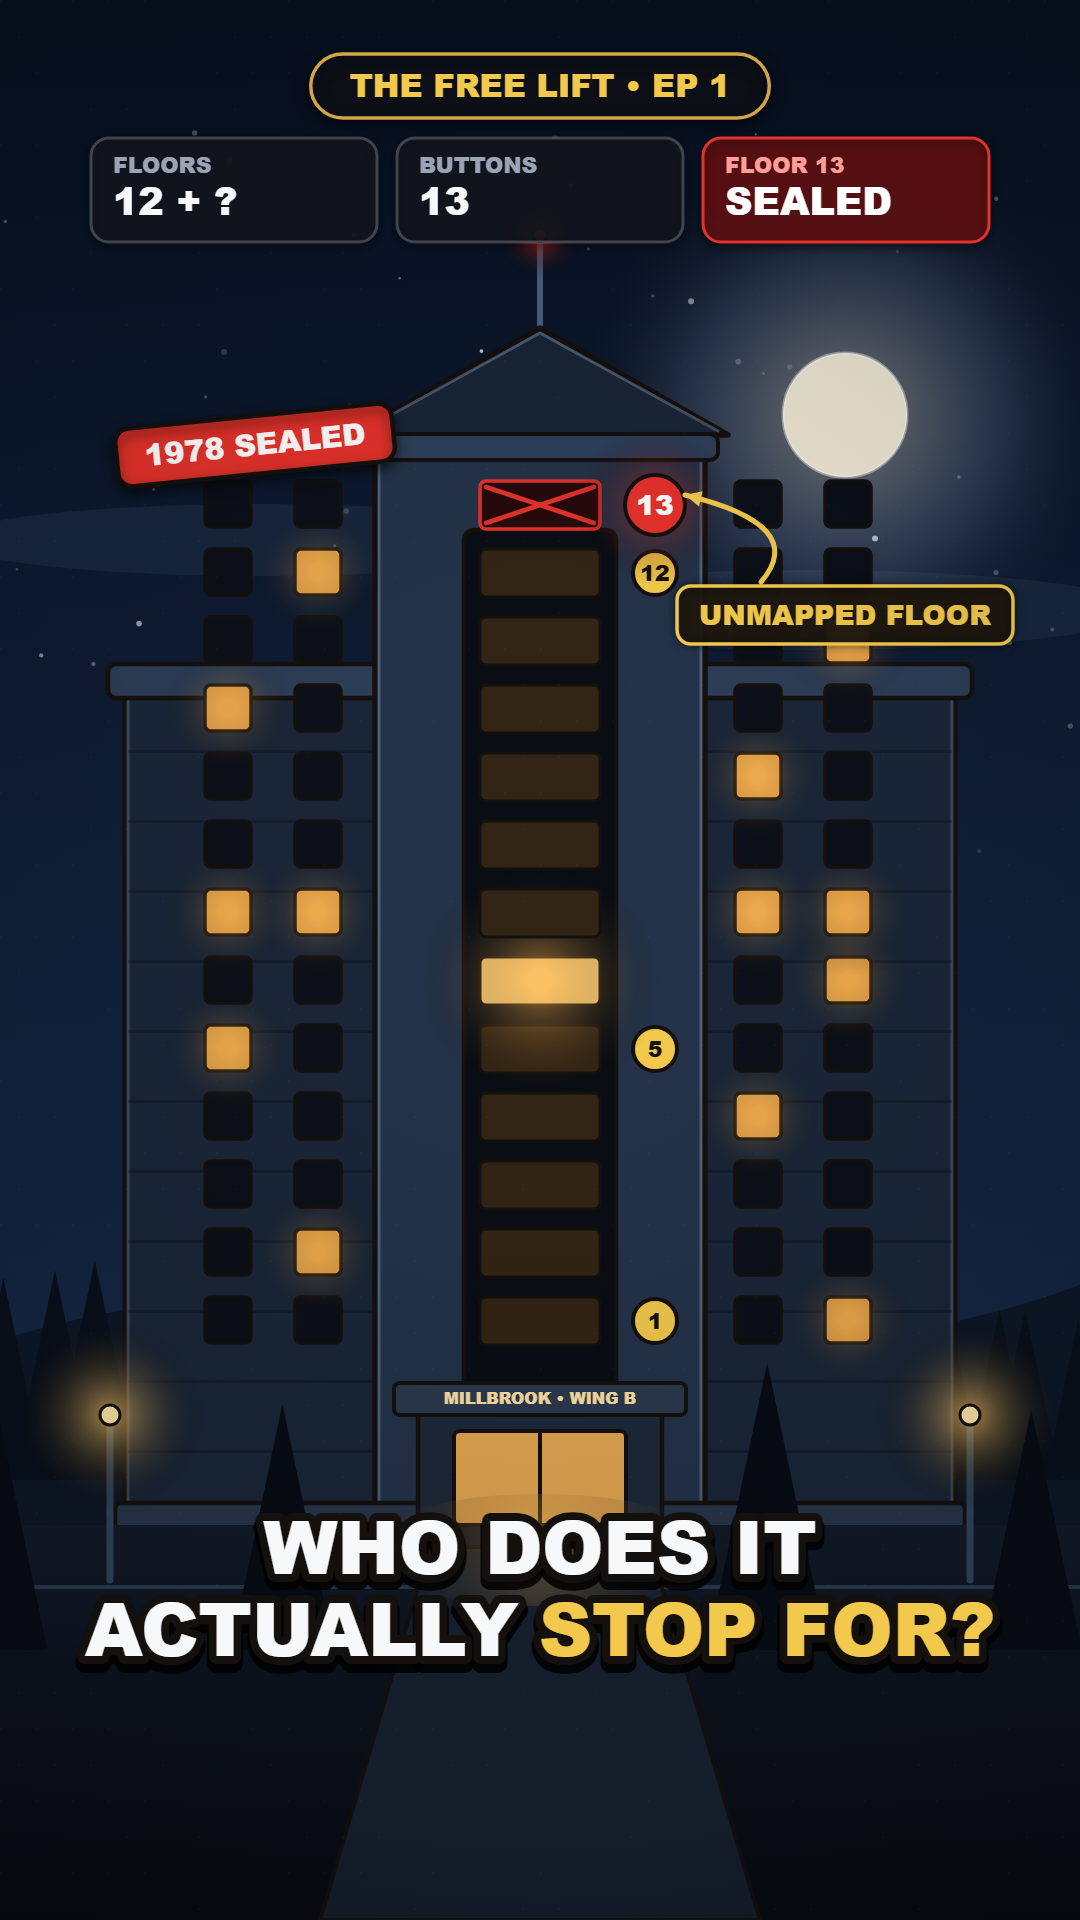 THE FREE LIFT • EP 1
FLOORS
12 + ?
BUTTONS
13
FLOOR 13
SEALED
1978 SEALED
13
12
UNMAPPED FLOOR
5
1
MILLBROOK • WING B
WHO DOES IT
ACTUALLY STOP FOR?